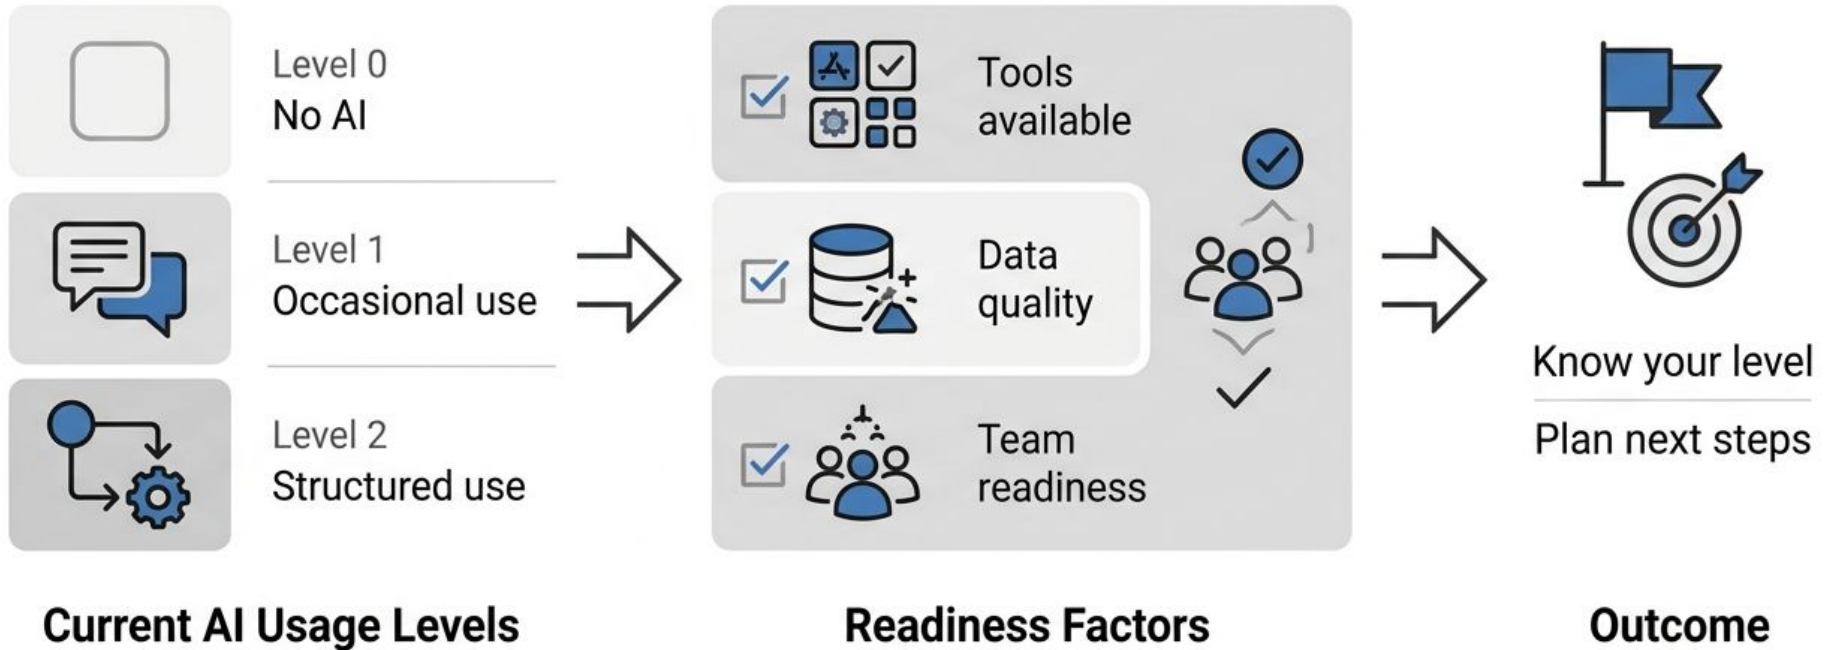 Level 0
No AI
Level 1
Occasional use
Level 2
Structured use
Current AI Usage Levels
Tools
available
Data
quality
Team
readiness
Readiness Factors
Know your level
Plan next steps
Outcome